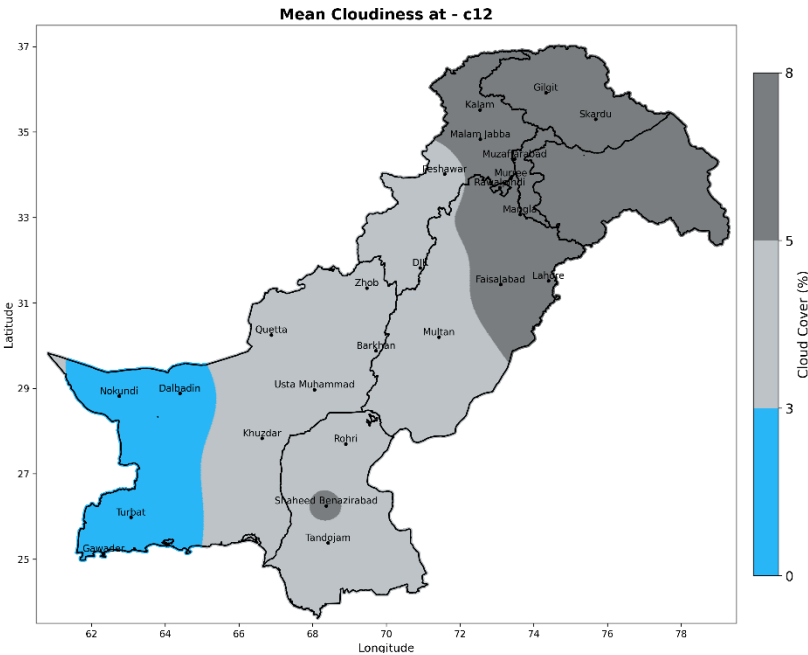 Mean Cloudiness at - c12
37
35
33
31
29
27
25
Latitude
Gilgit
Kalam
Skardu
Malam Jabba
Muzaffarabad
Peshawar
Murree
Rawalpindi
Mangla
DIK
Lahore
Zhob
Faisalabad
Quetta
Multan
Barkhan
Nokundi
Dalbadin
Usta Muhammad
Khuzdar
Rohri
Shaheed Benazirabad
Turbat
Tandojam
Gawader
62 64 66 68 70 72 74 76 78
Longitude
8
5
3
0
Cloud Cover (%)